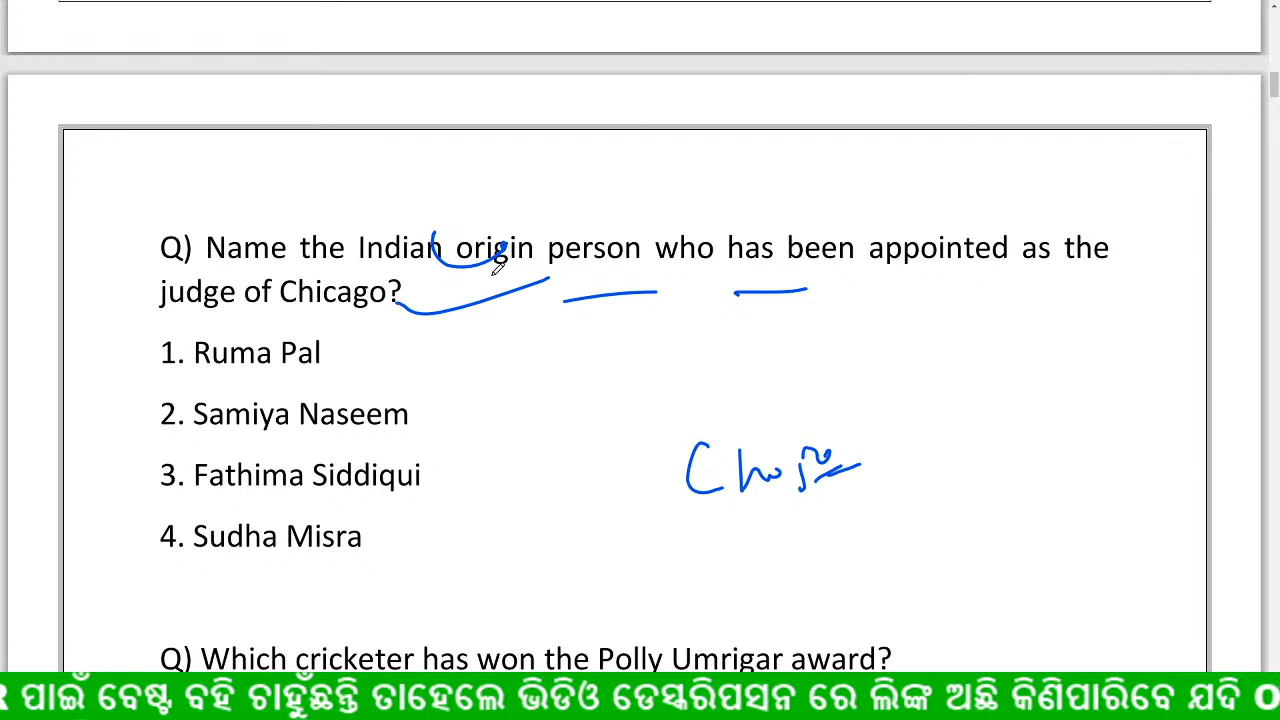 Q) Name the Indian origin person who has been appointed as the
judge of Chicago?
1. Ruma Pal
2. Samiya Naseem
3. Fathima Siddiqui
4. Sudha Misra
Q) Which cricketer has won the Polly Umrigar award?
R ପାଇଁ ବେଷ୍ଟ ବହି ଚାହୁଁଛନ୍ତି ତାହେଲେ ଭିଡିଓ ଡେସ୍କରିପସନ ରେ ଲିଙ୍କ ଅଛି କିଣିପାରିବେ ଯଦି O